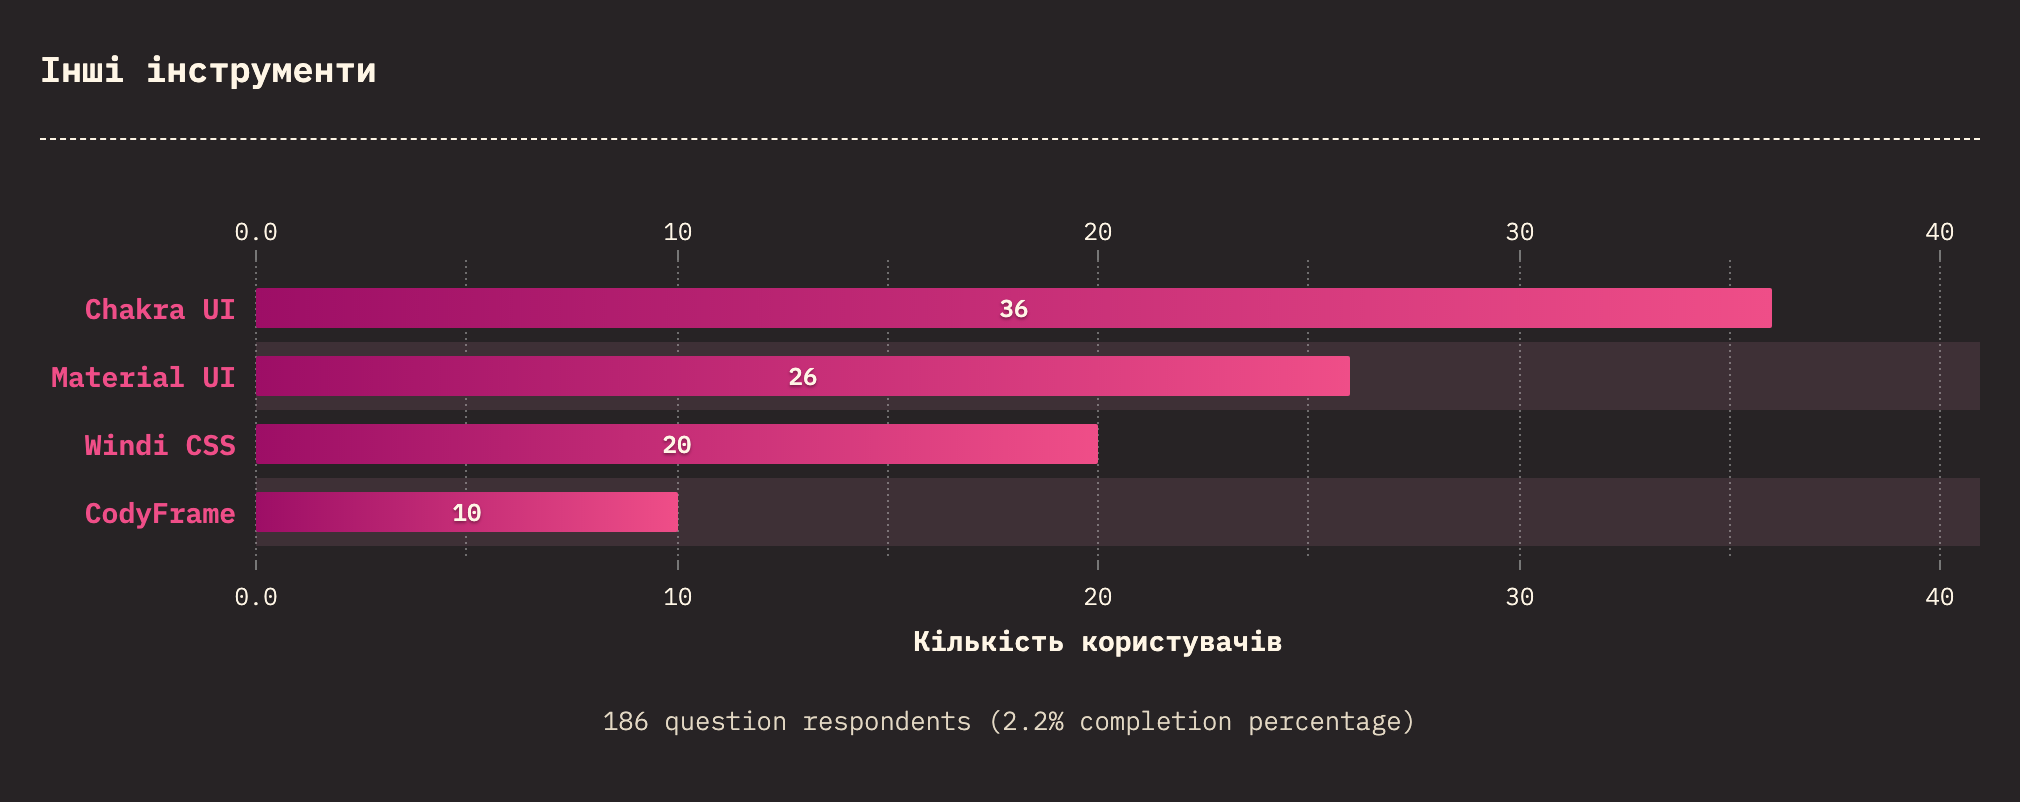 Інші інструменти
0.0 10 20 30 40
Chakra UI 36
Material UI 26
Windi CSS 20
CodyFrame 10
0.0 10 20 30 40
Кількість користувачів
186 question respondents (2.2% completion percentage)